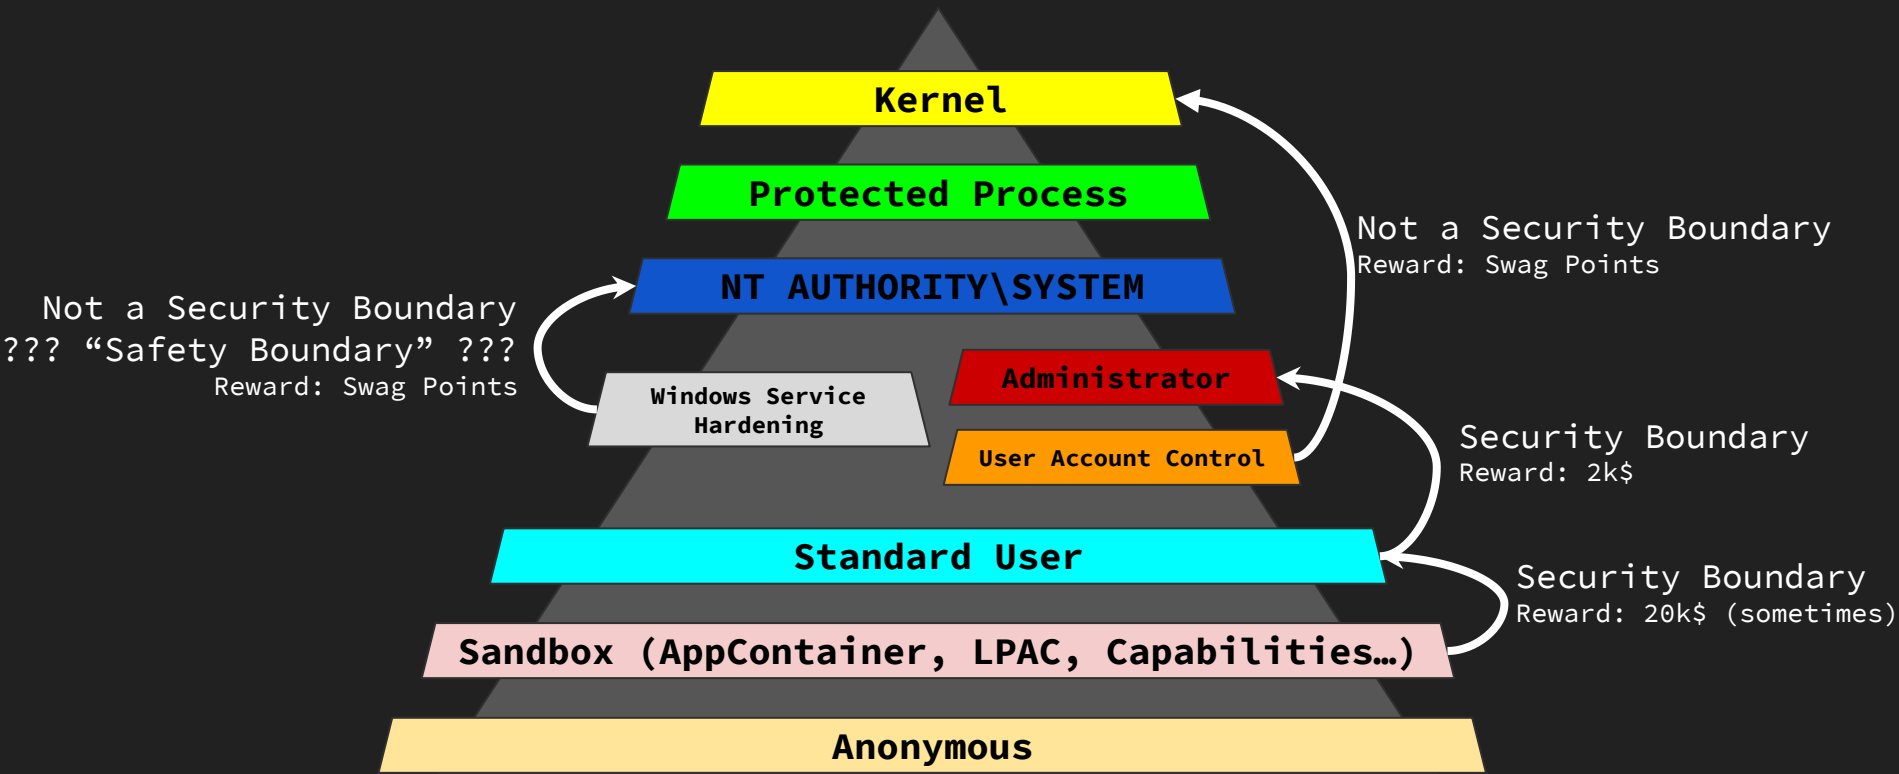 Kernel
Protected Process
Not a Security Boundary
Reward: Swag Points
NT AUTHORITY\SYSTEM
Not a Security Boundary
??? “Safety Boundary” ???
Reward: Swag Points
Administrator
Windows Service
Hardening
User Account Control
Security Boundary
Reward: 2k$
Standard User
Security Boundary
Reward: 20k$ (sometimes)
Sandbox (AppContainer, LPAC, Capabilities…)
Anonymous